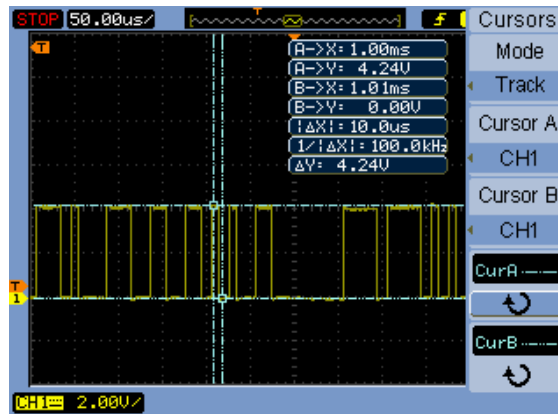 STOP 50.00us/ T f
Cursors
T
A->X: 1.00ms
A->Y: 4.24V
B->X: 1.01ms
B->Y: 0.00V
|ΔX|: 10.0us
1/|ΔX|: 100.0kHz
ΔY: 4.24V
Mode
Track
Cursor A
CH1
Cursor B
CH1
CurA
CurB
T
1
CH1 2.00V/